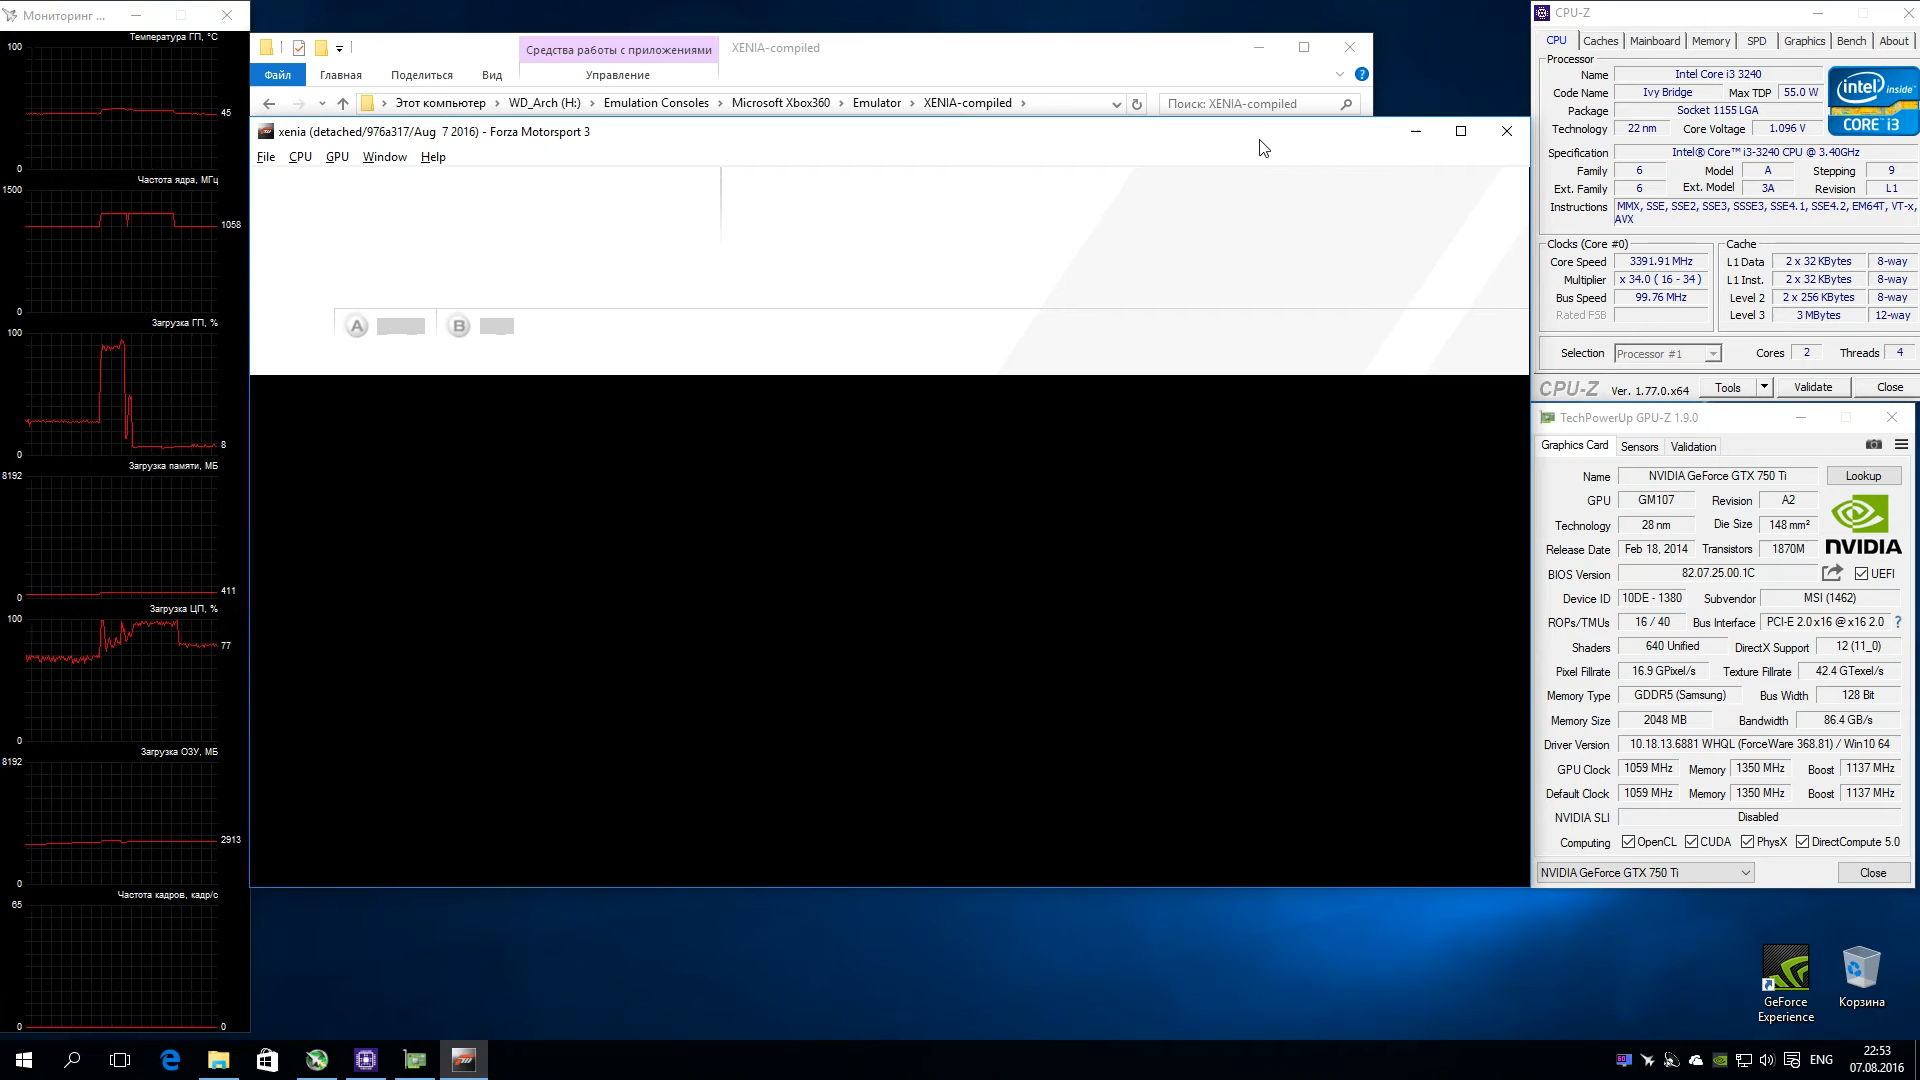 Мониторинг ...
Температура ГП, °C
100
45
0
Частота ядра, МГц
1500
1058
0
Загрузка ГП, %
100
8
0
Загрузка памяти, МБ
8192
411
0
Загрузка ЦП, %
100
77
0
Загрузка ОЗУ, МБ
8192
2913
0
Частота кадров, кадр/с
65
0
0
Средства работы с приложениями
XENIA-compiled
Файл
Главная
Поделиться
Вид
Управление
Этот компьютер
WD_Arch (H:)
Emulation Consoles
Microsoft Xbox360
Emulator
XENIA-compiled
Поиск: XENIA-compiled
xenia (detached/976a317/Aug  7 2016) - Forza Motorsport 3
File CPU GPU Window Help
A
B
CPU-Z
CPU Caches Mainboard Memory SPD Graphics Bench About
Processor
Name Intel Core i3 3240
Code Name Ivy Bridge Max TDP 55.0 W
Package Socket 1155 LGA
Technology 22 nm Core Voltage 1.096 V
intel inside™
CORE i3
Specification Intel® Core™ i3-3240 CPU @ 3.40GHz
Family 6 Model A Stepping 9
Ext. Family 6 Ext. Model 3A Revision L1
Instructions MMX, SSE, SSE2, SSE3, SSSE3, SSE4.1, SSE4.2, EM64T, VT-x,
AVX
Clocks (Core #0)
Core Speed 3391.91 MHz
Multiplier x 34.0 ( 16 - 34 )
Bus Speed 99.76 MHz
Rated FSB
Cache
L1 Data 2 x 32 KBytes 8-way
L1 Inst. 2 x 32 KBytes 8-way
Level 2 2 x 256 KBytes 8-way
Level 3 3 MBytes 12-way
Selection Processor #1 Cores 2 Threads 4
CPU-Z Ver. 1.77.0.x64 Tools Validate Close
TechPowerUp GPU-Z 1.9.0
Graphics Card Sensors Validation
Name NVIDIA GeForce GTX 750 Ti Lookup
GPU GM107 Revision A2
Technology 28 nm Die Size 148 mm²
Release Date Feb 18, 2014 Transistors 1870M
NVIDIA
BIOS Version 82.07.25.00.1C UEFI
Device ID 10DE - 1380 Subvendor MSI (1462)
ROPs/TMUs 16 / 40 Bus Interface PCI-E 2.0 x16 @ x16 2.0 ?
Shaders 640 Unified DirectX Support 12 (11_0)
Pixel Fillrate 16.9 GPixel/s Texture Fillrate 42.4 GTexel/s
Memory Type GDDR5 (Samsung) Bus Width 128 Bit
Memory Size 2048 MB Bandwidth 86.4 GB/s
Driver Version 10.18.13.6881 WHQL (ForceWare 368.81) / Win10 64
GPU Clock 1059 MHz Memory 1350 MHz Boost 1137 MHz
Default Clock 1059 MHz Memory 1350 MHz Boost 1137 MHz
NVIDIA SLI Disabled
Computing OpenCL CUDA PhysX DirectCompute 5.0
NVIDIA GeForce GTX 750 Ti Close
GeForce
Experience
Корзина
ENG
22:53
07.08.2016